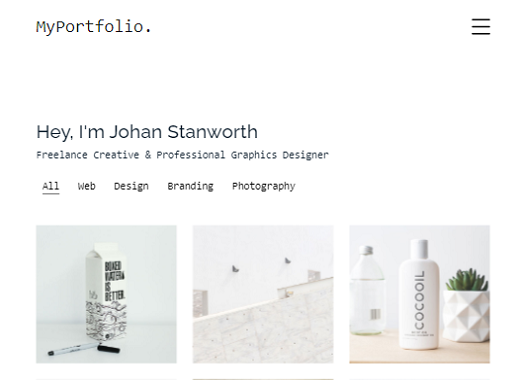 MyPortfolio.
Hey, I'm Johan Stanworth
Freelance Creative & Professional Graphics Designer
All Web Design Branding Photography
BOXED
WATER
IS
BETTER.
COCOOIL